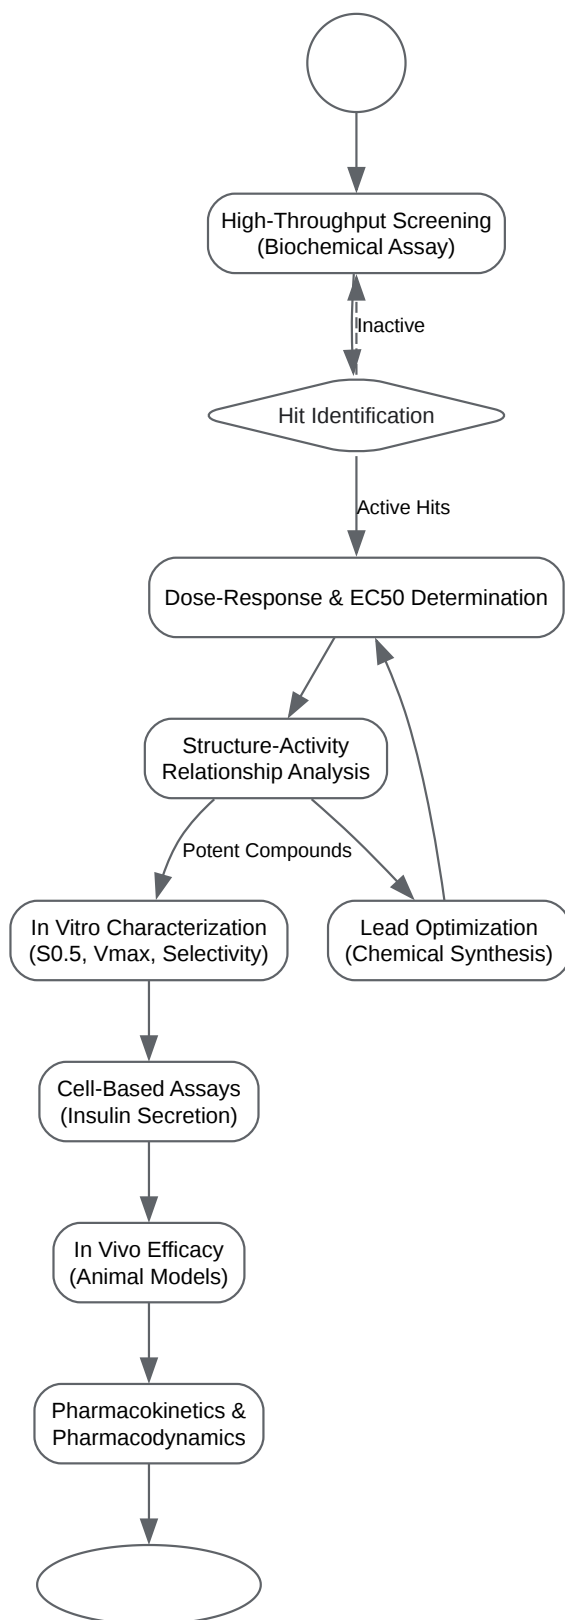 High-Throughput Screening
(Biochemical Assay)
Inactive
Hit Identification
Active Hits
Dose-Response & EC50 Determination
Structure-Activity
Relationship Analysis
Potent Compounds
In Vitro Characterization
(S0.5, Vmax, Selectivity)
Lead Optimization
(Chemical Synthesis)
Cell-Based Assays
(Insulin Secretion)
In Vivo Efficacy
(Animal Models)
Pharmacokinetics &
Pharmacodynamics